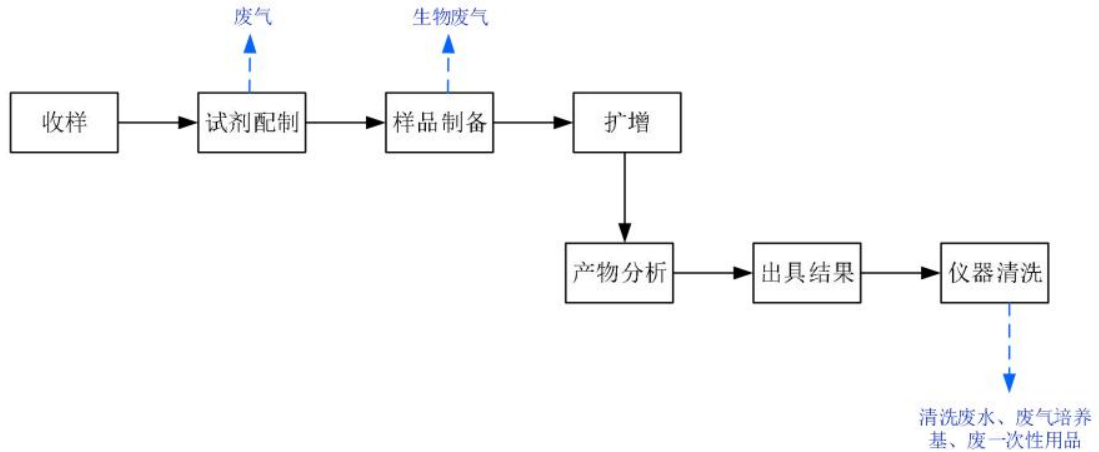 废气
生物废气
收样
试剂配制
样品制备
扩增
产物分析
出具结果
仪器清洗
清洗废水、废气培养
基、废一次性用品